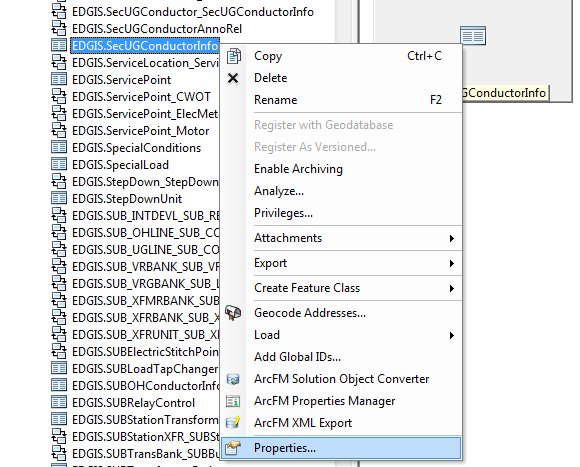 EDGIS.SecUGConductor_SecUGConductorInfo
EDGIS.SecUGConductorAnnoRel
EDGIS.SecUGConductorInfo
EDGIS.ServiceLocation_Servi
EDGIS.ServicePoint
EDGIS.ServicePoint_CWOT
EDGIS.ServicePoint_ElecMet
EDGIS.ServicePoint_Motor
EDGIS.SpecialConditions
EDGIS.SpecialLoad
EDGIS.StepDown_StepDown
EDGIS.StepDownUnit
EDGIS.SUB_INTDEVL_SUB_RE
EDGIS.SUB_OHLINE_SUB_CO
EDGIS.SUB_UGLINE_SUB_CO
EDGIS.SUB_VRBANK_SUB_VR
EDGIS.SUB_VRGBANK_SUB_L
EDGIS.SUB_XFMRBANK_SUB_
EDGIS.SUB_XFRBANK_SUB_X
EDGIS.SUB_XFRUNIT_SUB_X
EDGIS.SUBElectricStitchPoin
EDGIS.SUBLoadTapChanger
EDGIS.SUBOHConductorInfo
EDGIS.SUBRelayControl
EDGIS.SUBStationTransform
EDGIS.SUBStationXFR_SUBSt
EDGIS.SUBTransBank_SUBBu
Copy Ctrl+C
Delete
Rename F2
Register with Geodatabase
Register As Versioned...
Enable Archiving
Analyze...
Privileges...
Attachments
Export
Create Feature Class
Geocode Addresses...
Load
Add Global IDs...
ArcFM Solution Object Converter
ArcFM Properties Manager
ArcFM XML Export
Properties...
GConductorInfo